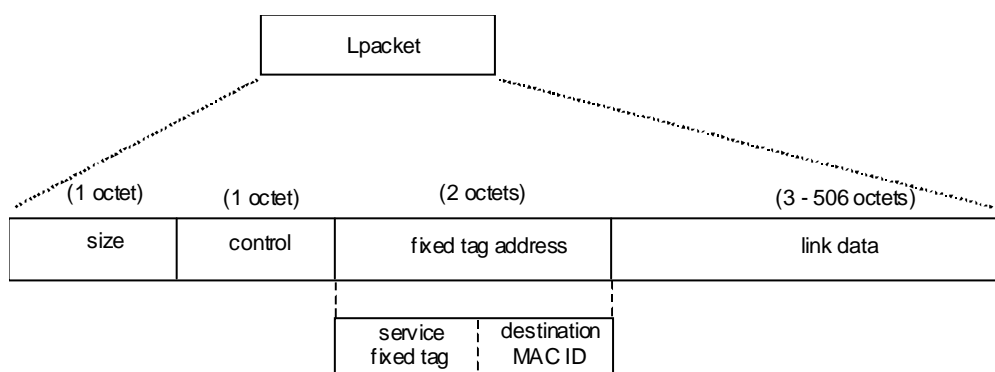 Lpacket
(1 octet) (1 octet) (2 octets) (3 - 506 octets)
size control fixed tag address link data
service destination
fixed tag MAC ID